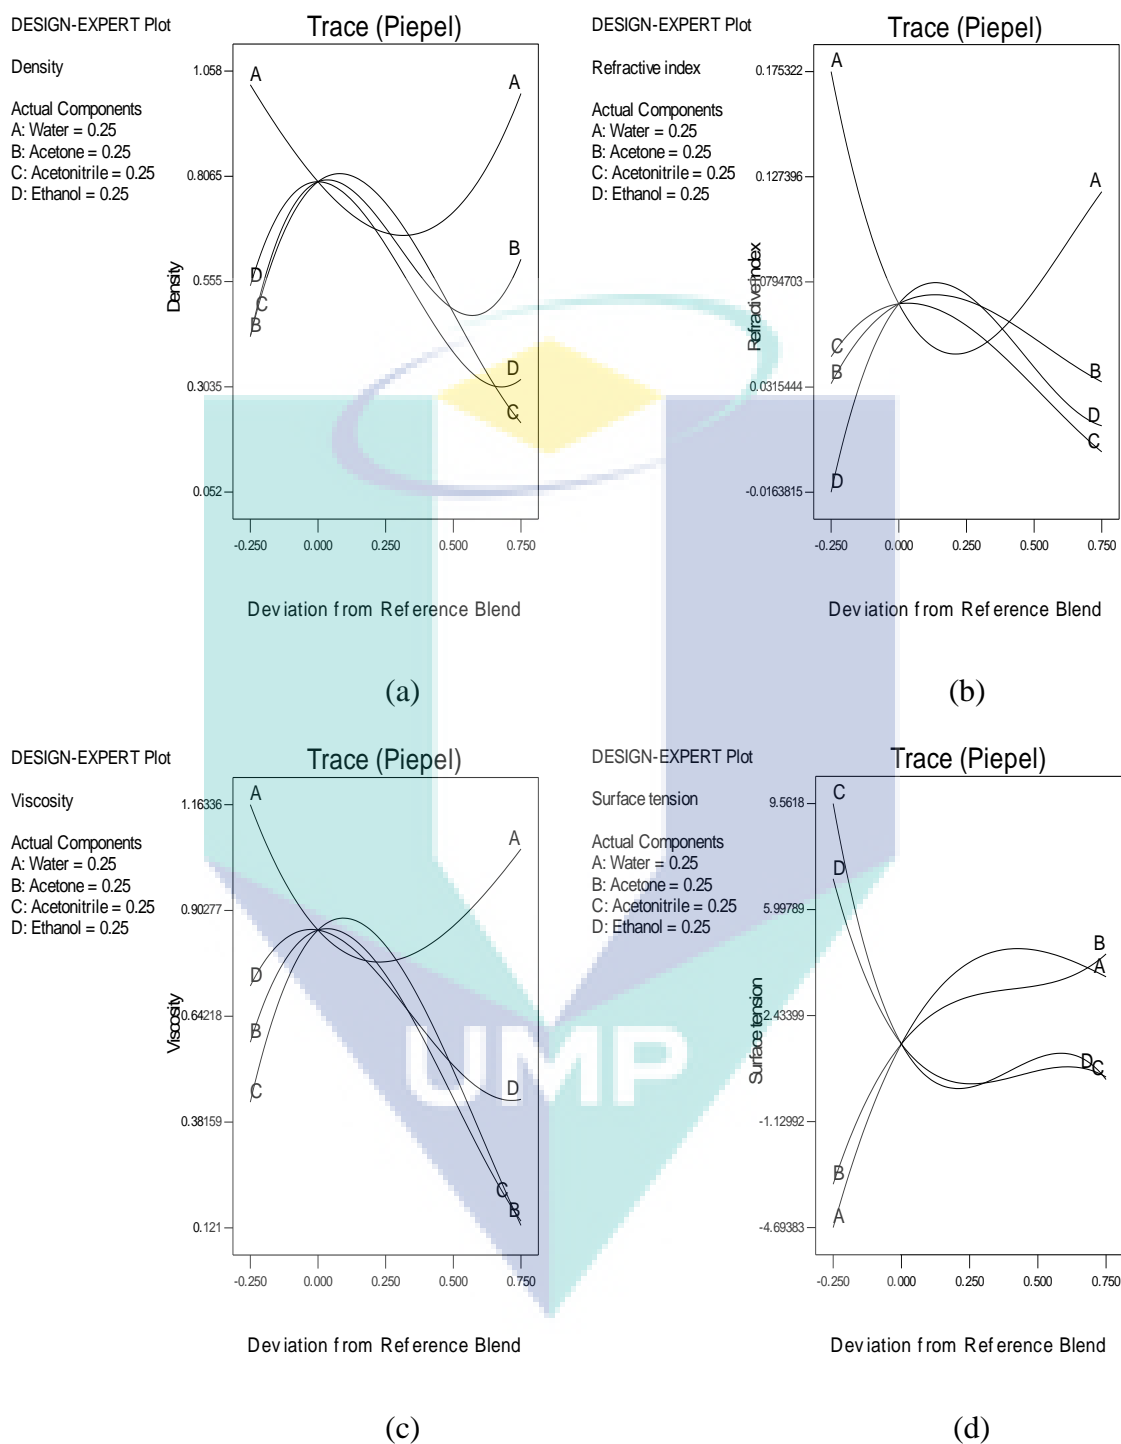 DESIGN-EXPERT Plot
Trace (Piepel)
Density
Actual Components
A: Water = 0.25
B: Acetone = 0.25
C: Acetonitrile = 0.25
D: Ethanol = 0.25
1.058
0.8065
0.555
0.3035
0.052
Density
A
A
B
D
C
B
D
C
-0.250 0.000 0.250 0.500 0.750
Deviation from Reference Blend
(a)
DESIGN-EXPERT Plot
Trace (Piepel)
Refractive index
Actual Components
A: Water = 0.25
B: Acetone = 0.25
C: Acetonitrile = 0.25
D: Ethanol = 0.25
0.175322
0.127396
0.0794703
0.0315444
-0.0163815
Refractive index
A
A
C
B
B
D
C
D
-0.250 0.000 0.250 0.500 0.750
Deviation from Reference Blend
(b)
DESIGN-EXPERT Plot
Trace (Piepel)
Viscosity
Actual Components
A: Water = 0.25
B: Acetone = 0.25
C: Acetonitrile = 0.25
D: Ethanol = 0.25
1.16336
0.90277
0.64218
0.38159
0.121
Viscosity
A
A
D
B
C
D
C
B
-0.250 0.000 0.250 0.500 0.750
Deviation from Reference Blend
(c)
DESIGN-EXPERT Plot
Trace (Piepel)
Surface tension
Actual Components
A: Water = 0.25
B: Acetone = 0.25
C: Acetonitrile = 0.25
D: Ethanol = 0.25
9.5618
5.99789
2.43399
-1.12992
-4.69383
Surface tension
C
D
B
A
D
C
B
A
-0.250 0.000 0.250 0.500 0.750
Deviation from Reference Blend
(d)
UMP